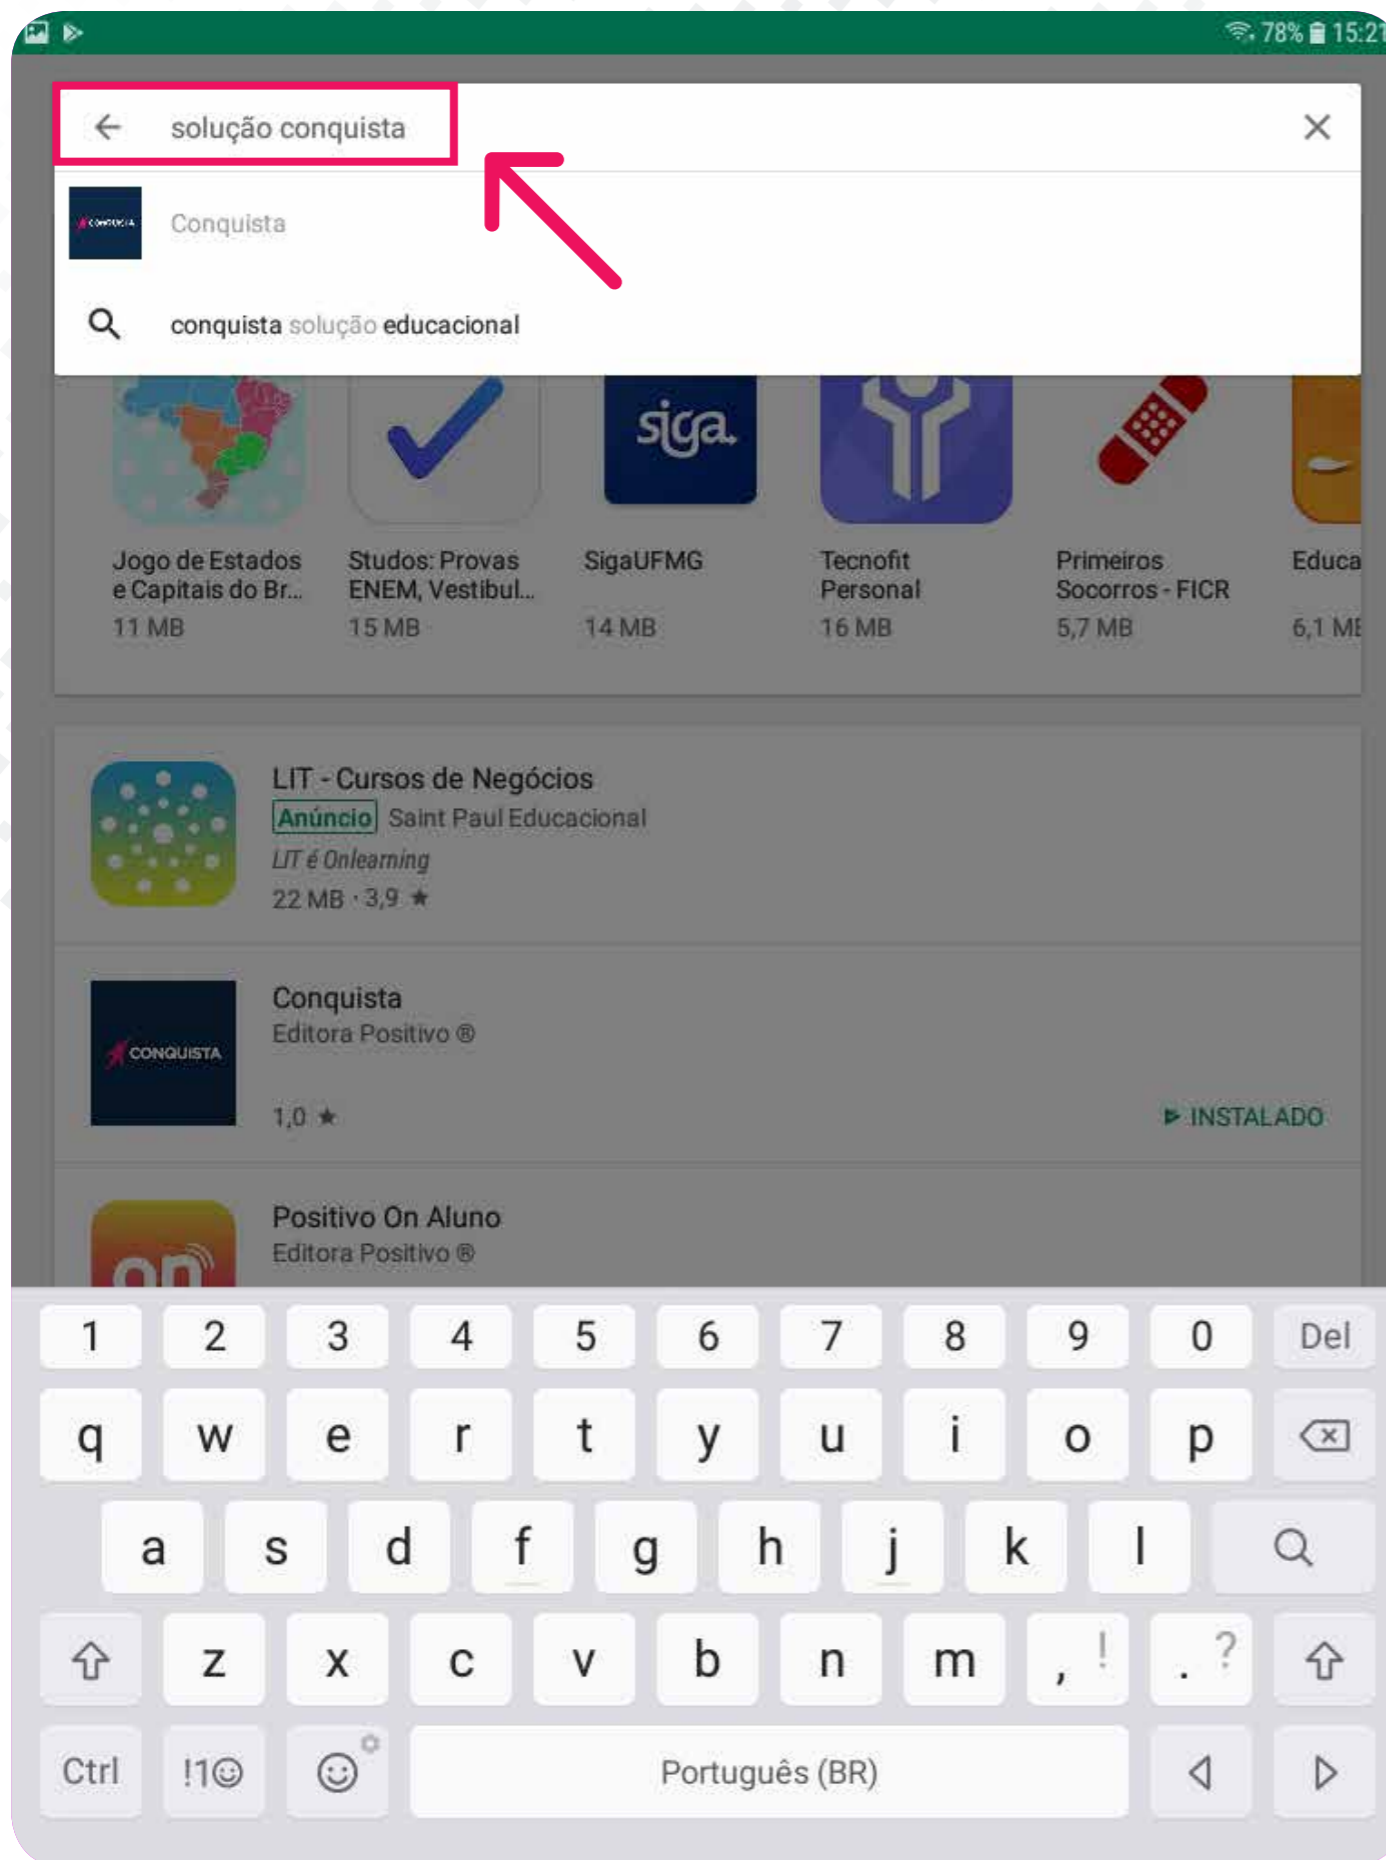 78% 15:21
solução conquista
CONQUISTA
Conquista
conquista solução educacional
siga.
Jogo de Estados
e Capitais do Br...
11 MB
Studos: Provas
ENEM, Vestibul...
15 MB
SigaUFMG
14 MB
Tecnofit
Personal
16 MB
Primeiros
Socorros - FICR
5,7 MB
Educa
6,1 MB
LIT - Cursos de Negócios
Anúncio Saint Paul Educacional
LIT é Onlearning
22 MB · 3,9 ★
CONQUISTA
Conquista
Editora Positivo ®
1,0 ★
INSTALADO
on
Positivo On Aluno
Editora Positivo ®
1 2 3 4 5 6 7 8 9 0 Del
q w e r t y u i o p
a s d f g h j k l
z x c v b n m , ! . ?
Ctrl !1☺ Português (BR)